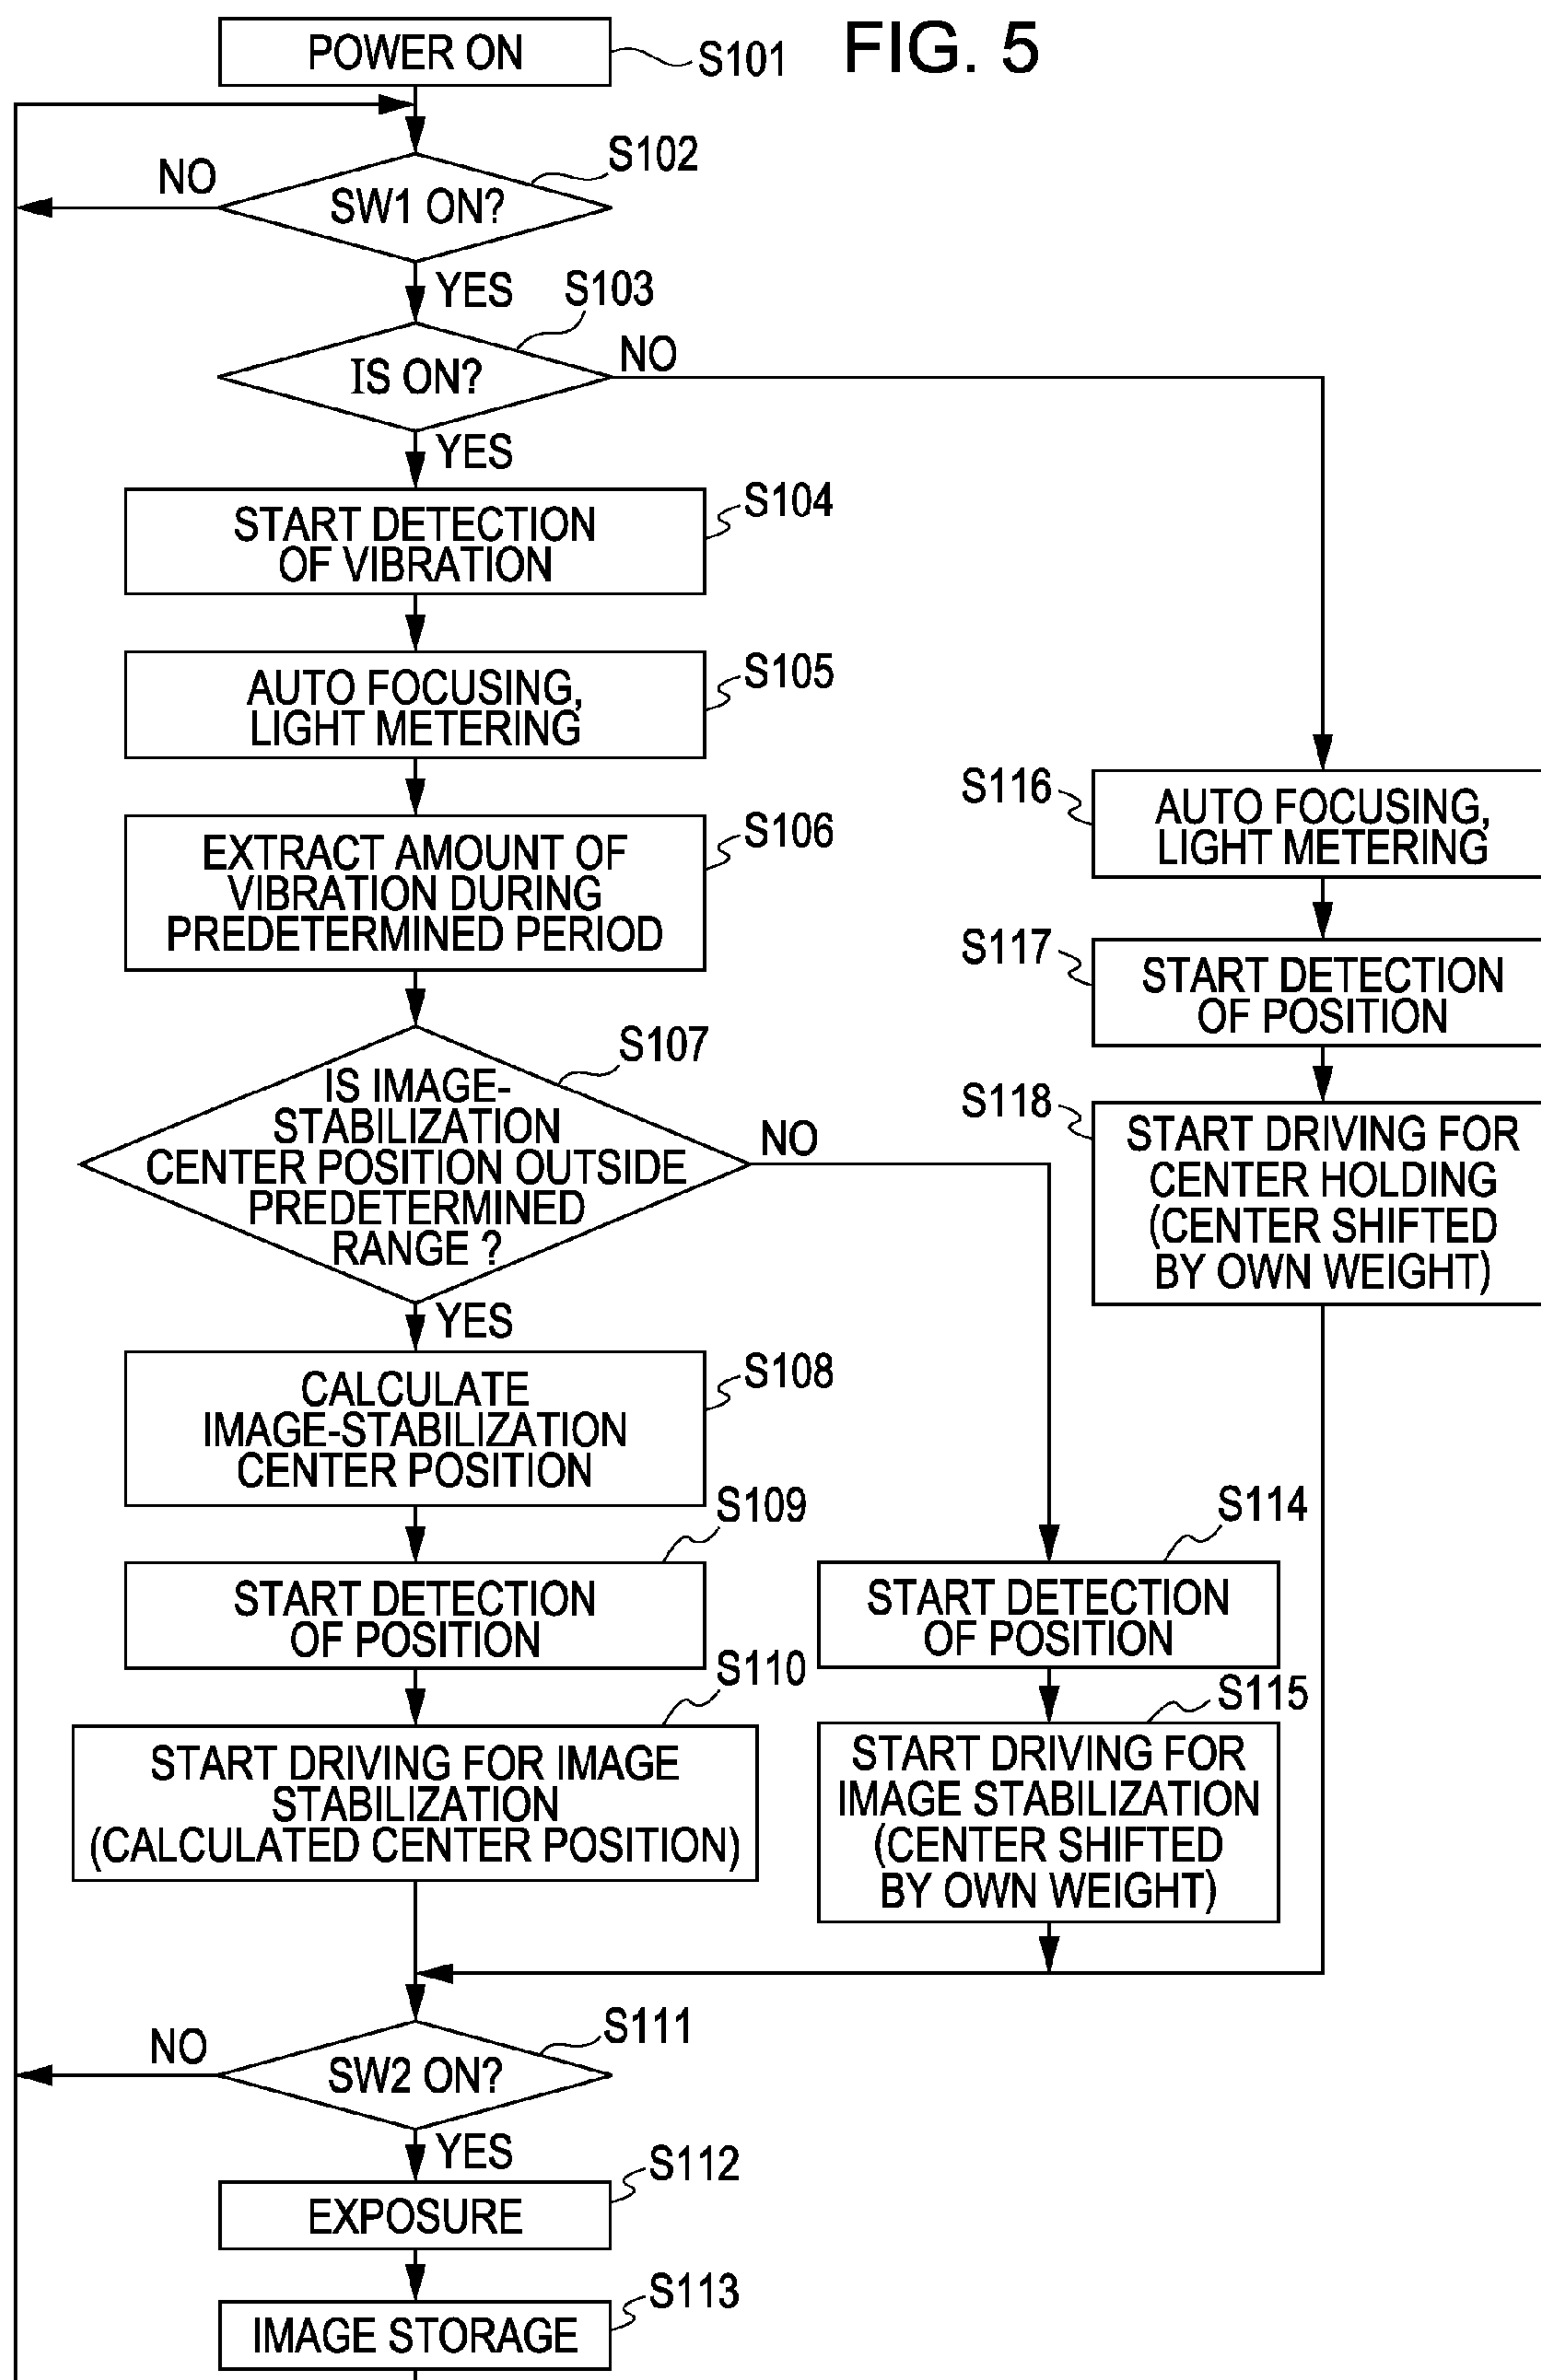 FIG. 5
POWER ON
S101
SW1 ON?
S102
NO
YES
IS ON?
S103
NO
YES
START DETECTION
OF VIBRATION
S104
AUTO FOCUSING,
LIGHT METERING
S105
EXTRACT AMOUNT OF
VIBRATION DURING
PREDETERMINED PERIOD
S106
IS IMAGE-
STABILIZATION
CENTER POSITION OUTSIDE
PREDETERMINED
RANGE ?
S107
NO
YES
CALCULATE
IMAGE-STABILIZATION
CENTER POSITION
S108
START DETECTION
OF POSITION
S109
START DRIVING FOR IMAGE
STABILIZATION
(CALCULATED CENTER POSITION)
S110
S114
START DETECTION
OF POSITION
S115
START DRIVING FOR
IMAGE STABILIZATION
(CENTER SHIFTED
BY OWN WEIGHT)
S116
AUTO FOCUSING,
LIGHT METERING
S117
START DETECTION
OF POSITION
S118
START DRIVING FOR
CENTER HOLDING
(CENTER SHIFTED
BY OWN WEIGHT)
SW2 ON?
S111
NO
YES
EXPOSURE
S112
IMAGE STORAGE
S113